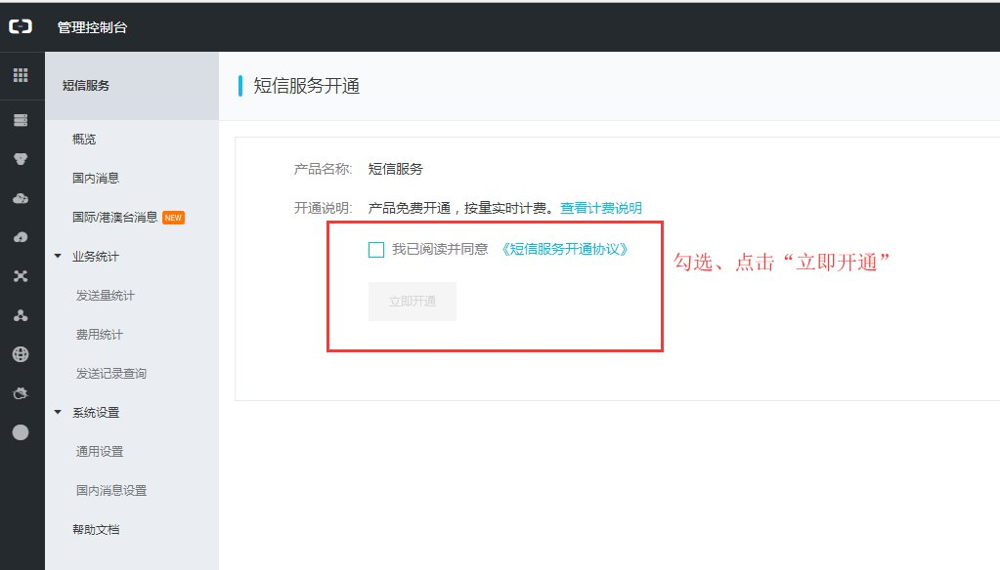 管理控制台
短信服务
概览
国内消息
国际/港澳台消息 NEW
业务统计
发送量统计
费用统计
发送记录查询
系统设置
通用设置
国内消息设置
帮助文档
短信服务开通
产品名称: 短信服务
开通说明: 产品免费开通，按量实时计费。查看计费说明
我已阅读并同意 《短信服务开通协议》
立即开通
勾选、点击“立即开通”